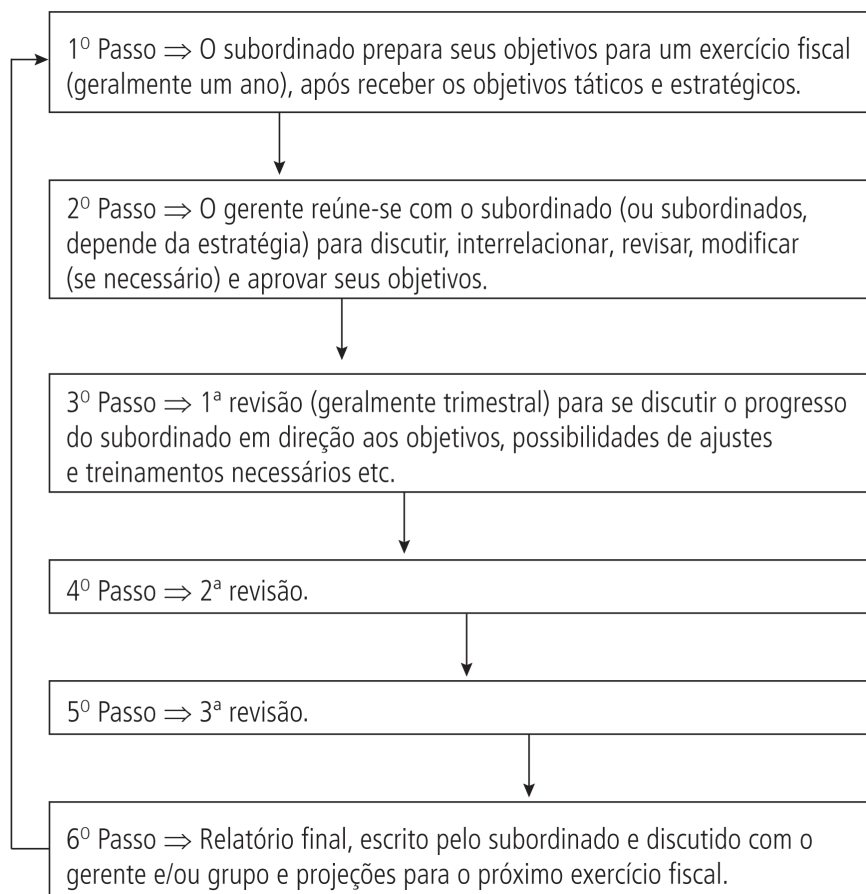 1º Passo ⇒ O subordinado prepara seus objetivos para um exercício fiscal
(geralmente um ano), após receber os objetivos táticos e estratégicos.
2º Passo ⇒ O gerente reúne-se com o subordinado (ou subordinados,
depende da estratégia) para discutir, interrelacionar, revisar, modificar
(se necessário) e aprovar seus objetivos.
3º Passo ⇒ 1ª revisão (geralmente trimestral) para se discutir o progresso
do subordinado em direção aos objetivos, possibilidades de ajustes
e treinamentos necessários etc.
4º Passo ⇒ 2ª revisão.
5º Passo ⇒ 3ª revisão.
6º Passo ⇒ Relatório final, escrito pelo subordinado e discutido com o
gerente e/ou grupo e projeções para o próximo exercício fiscal.